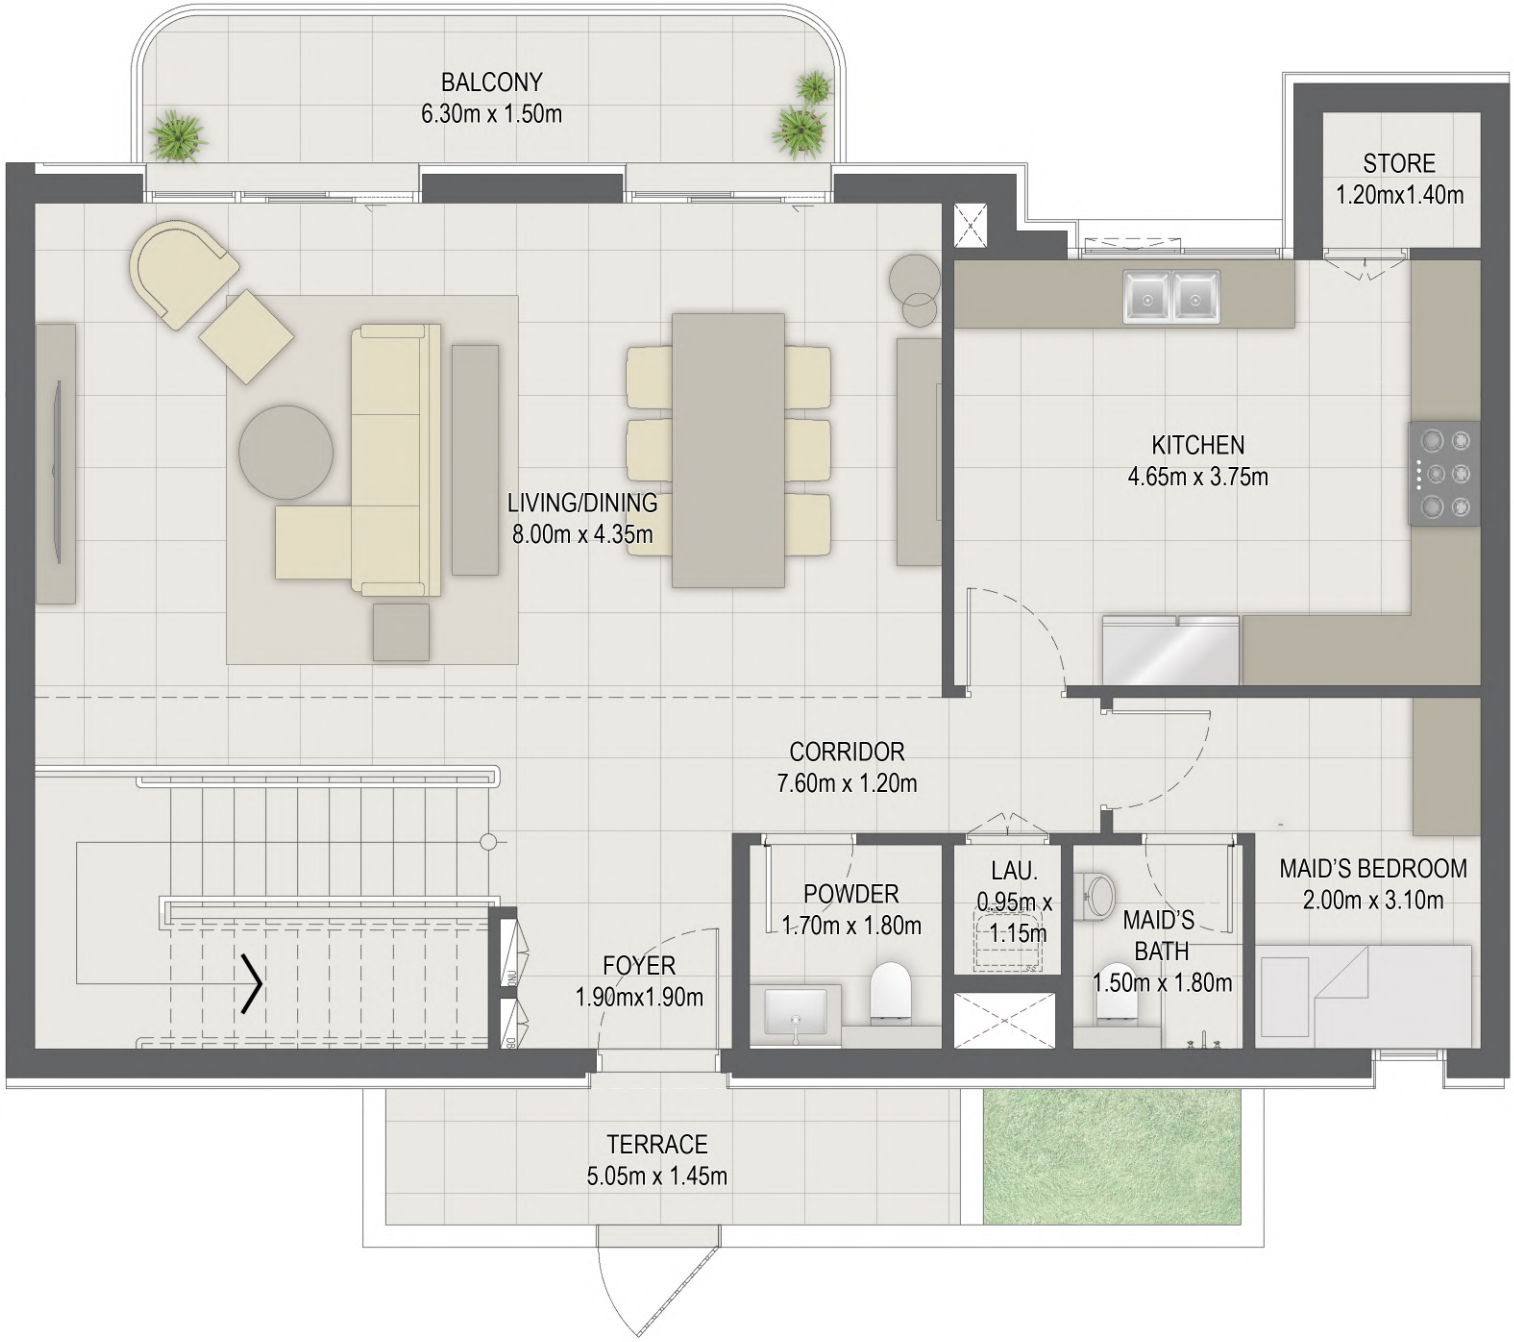 BALCONY
6.30m x 1.50m
STORE
1.20mx1.40m
KITCHEN
4.65m x 3.75m
LIVING/DINING
8.00m x 4.35m
CORRIDOR
7.60m x 1.20m
MAID'S BEDROOM
2.00m x 3.10m
LAU.
0.95m x
1.15m
POWDER
1.70m x 1.80m
MAID'S
BATH
1.50m x 1.80m
FOYER
1.90mx1.90m
DB
TERRACE
5.05m x 1.45m